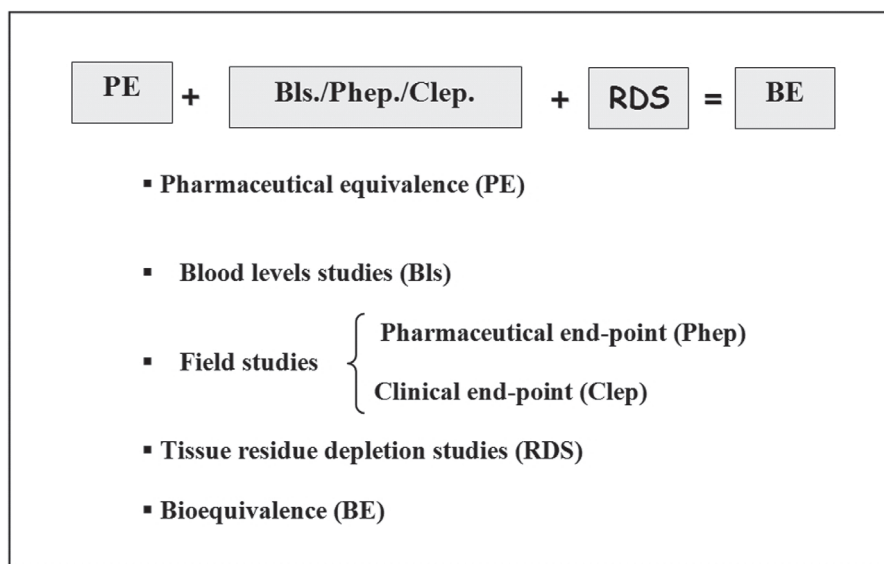 PE + Bls./Phep./Clep. + RDS = BE
▪ Pharmaceutical equivalence (PE)
▪ Blood levels studies (Bls)
Pharmaceutical end-point (Phep)
▪ Field studies
Clinical end-point (Clep)
▪ Tissue residue depletion studies (RDS)
▪ Bioequivalence (BE)